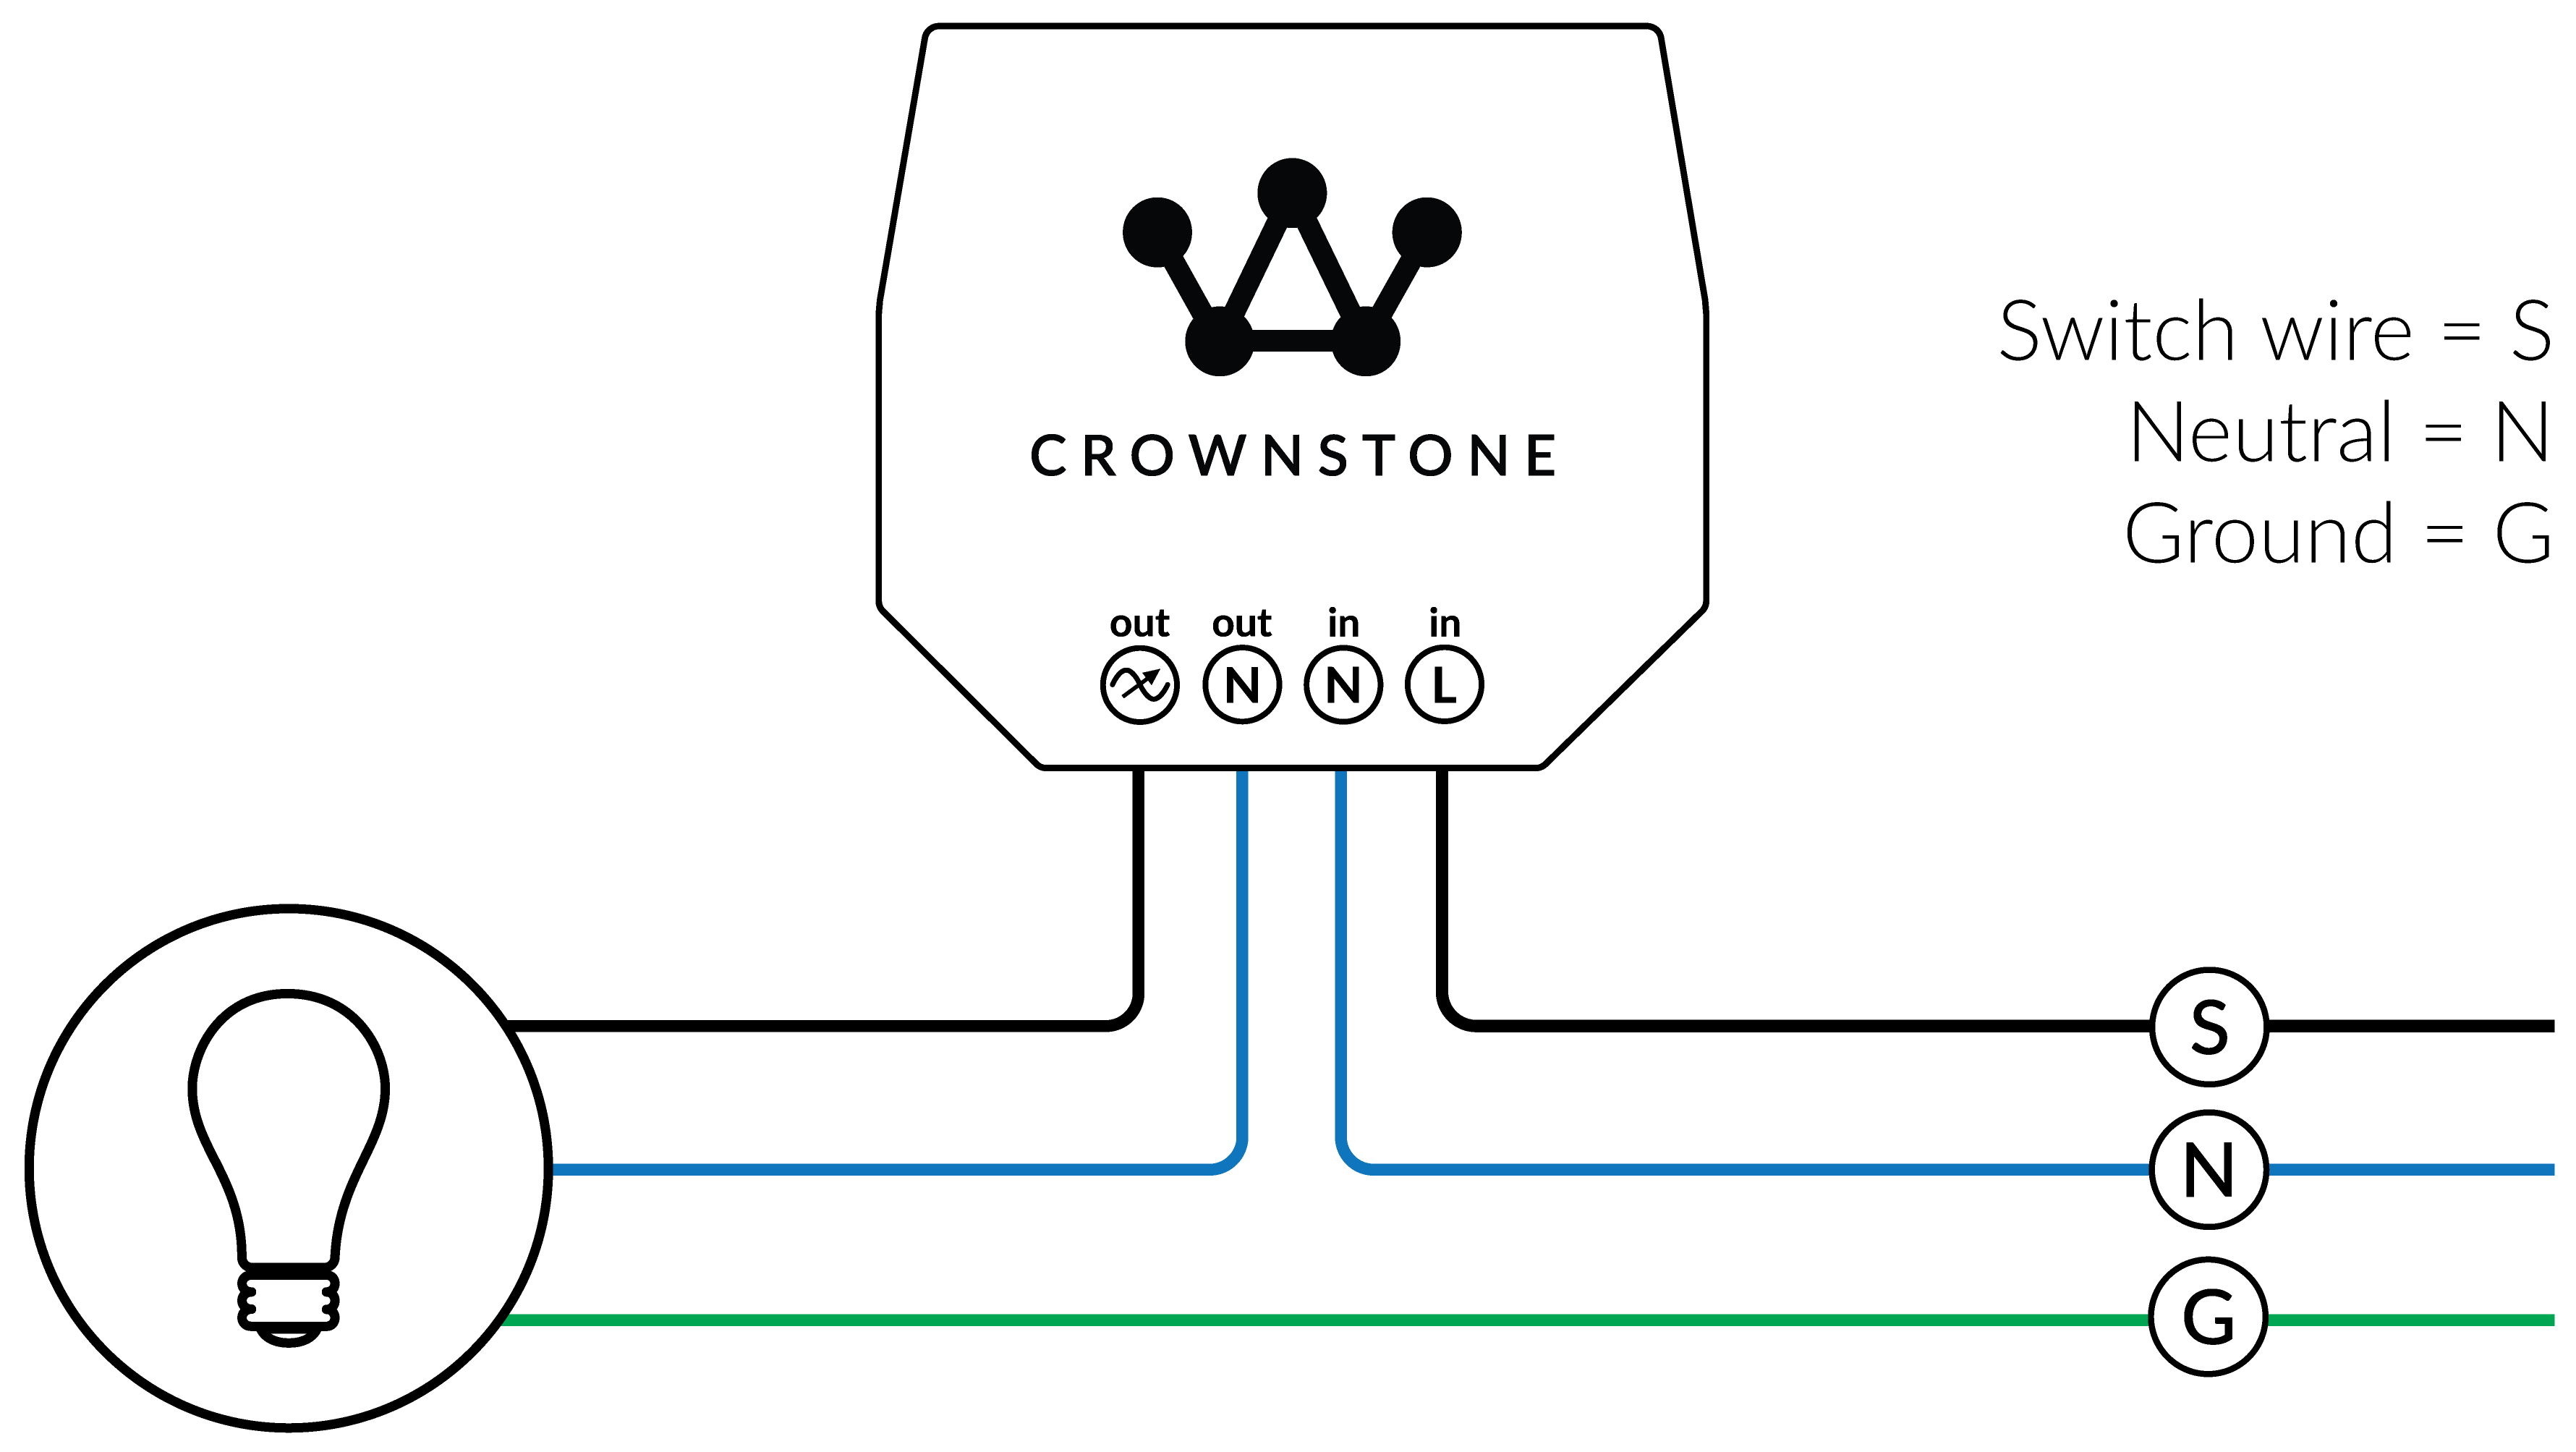 CROWNSTONE
Switch wire = S
Neutral = N
Ground = G
out out in in
N N L
S
N
G